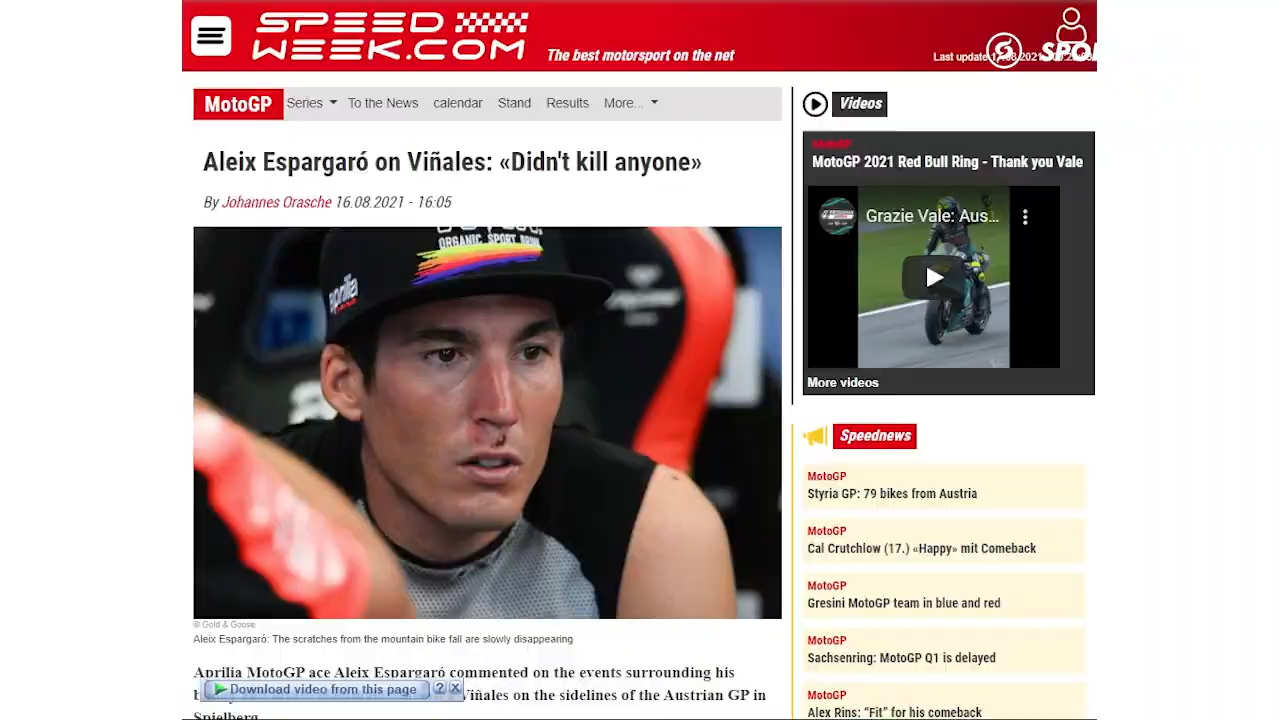 SPEED
WEEK.COM
The best motorsport on the net
Last update
SPO
MotoGP
Series
To the News
calendar
Stand
Results
More...
Aleix Espargaró on Viñales: «Didn't kill anyone»
By Johannes Orasche 16.08.2021 - 16:05
ORGANIC SPORT DRINK
aprilia
© Gold & Goose
Aleix Espargaró: The scratches from the mountain bike fall are slowly disappearing
Aprilia MotoGP ace Aleix Espargaró commented on the events surrounding his
Viñales on the sidelines of the Austrian GP in
Spielberg.
Download video from this page
? X
Videos
MotoGP
MotoGP 2021 Red Bull Ring - Thank you Vale
Grazie Vale: Aus...
More videos
Speednews
MotoGP
Styria GP: 79 bikes from Austria
MotoGP
Cal Crutchlow (17.) «Happy» mit Comeback
MotoGP
Gresini MotoGP team in blue and red
MotoGP
Sachsenring: MotoGP Q1 is delayed
MotoGP
Alex Rins: “Fit” for his comeback